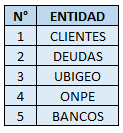 N° ENTIDAD
1 CLIENTES
2 DEUDAS
3 UBIGEO
4 ONPE
5 BANCOS